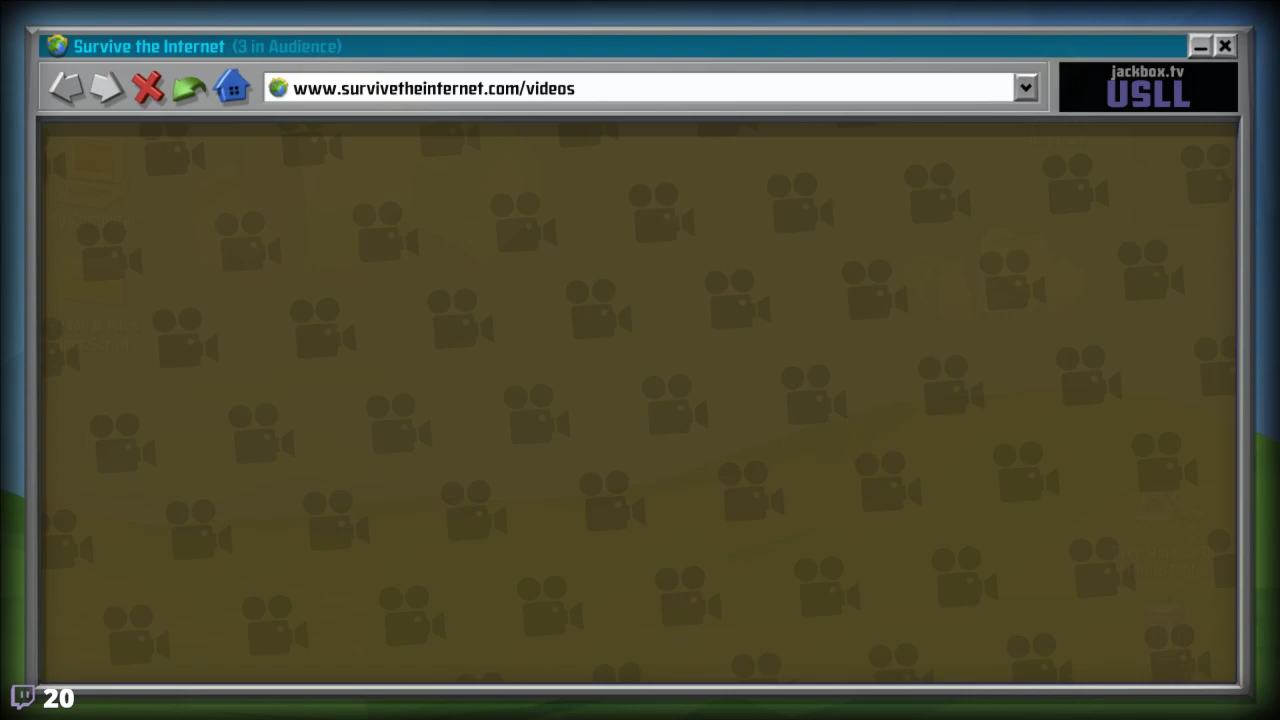 Survive the Internet (3 in Audience)
www.survivetheinternet.com/videos
jackbox.tv
USLL
20